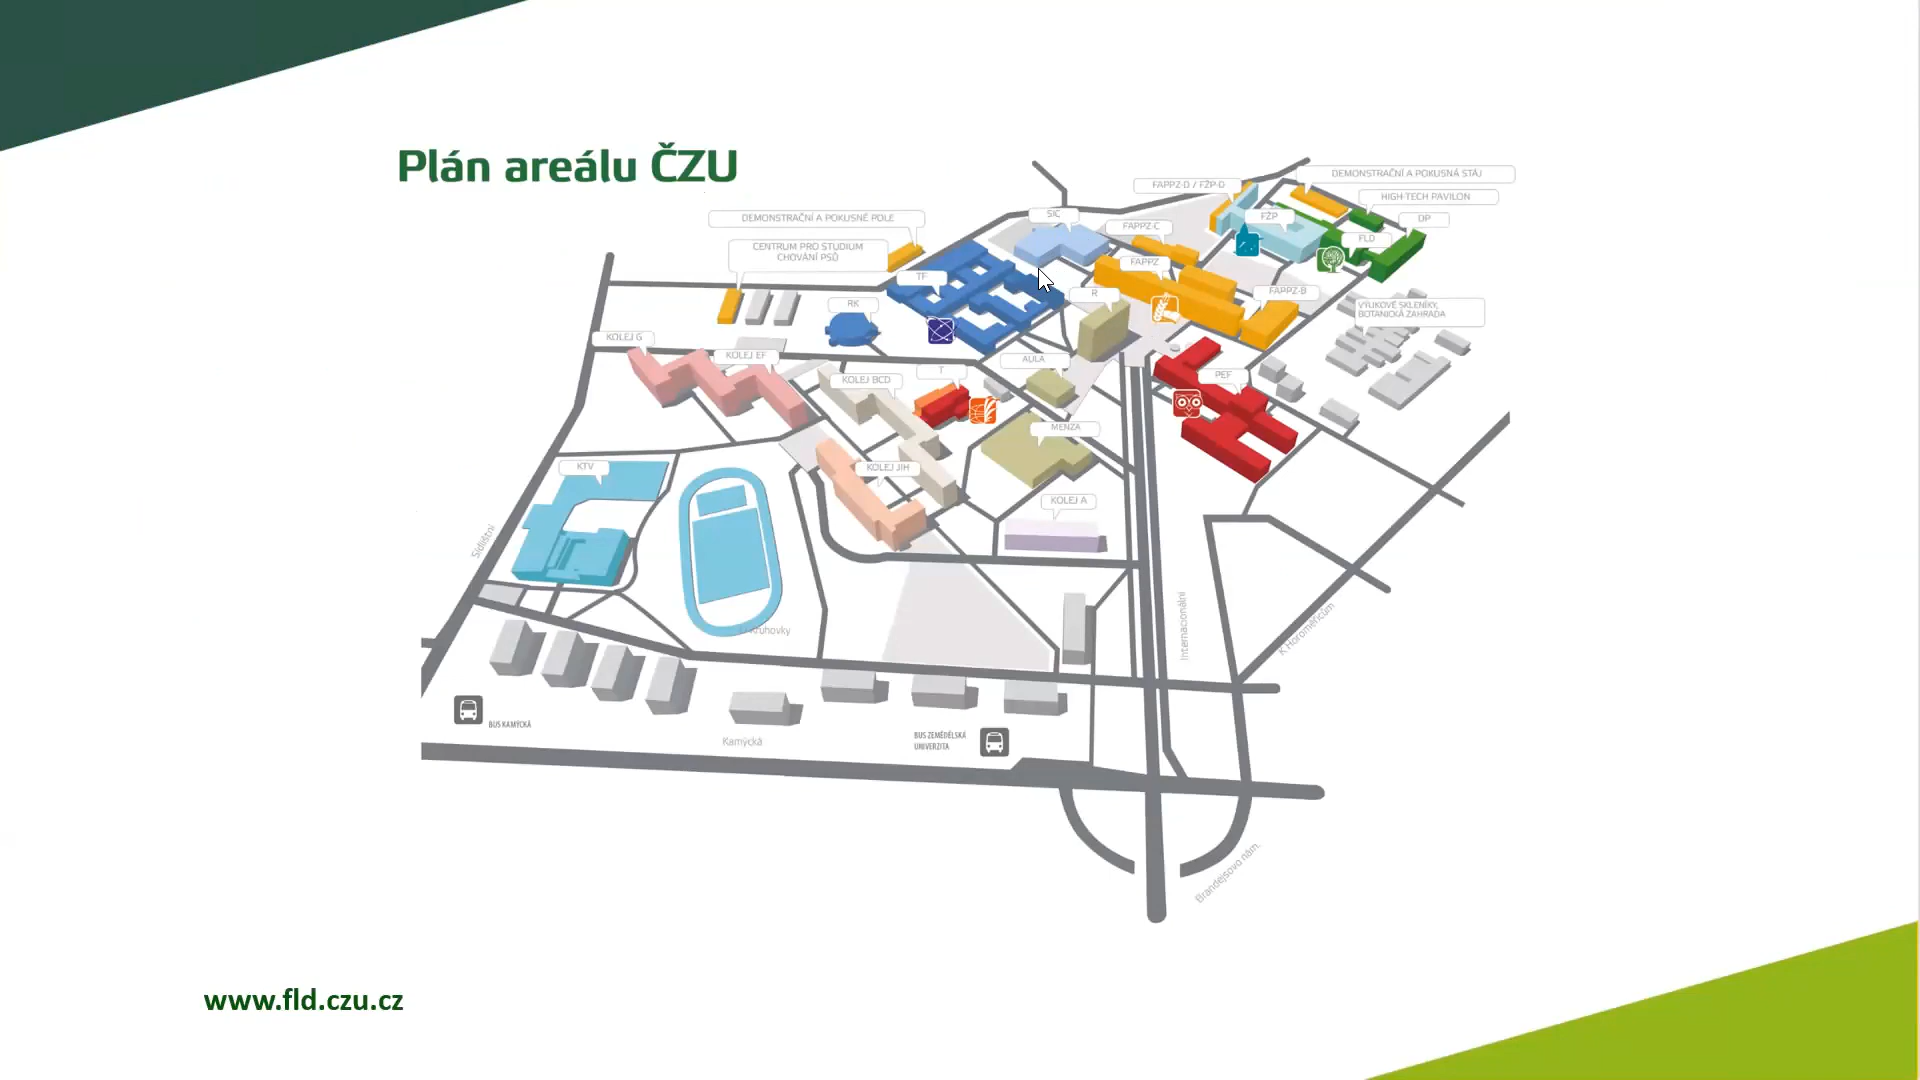 Plán areálu ČZU
DEMONSTRAČNÍ A POKUSNÁ STÁJ
FAPPZ-D / FŽP-D
HIGH-TECH PAVILON
DEMONSTRAČNÍ A POKUSNÉ POLE
SIC
FŽP
DP
FAPPZ-C
FLD
CENTRUM PRO STUDIUM
CHOVÁNÍ PSŮ
FAPPZ
TF
R
FAPPZ-B
RK
VÝUKOVÉ SKLENÍKY,
BOTANICKÁ ZAHRADA
KOLEJ G
KOLEJ EF
AULA
T
PEF
KOLEJ BCD
MENZA
KTV
KOLEJ JIH
KOLEJ A
Sídlištní
Internacionální
K Horoměřicům
Kruhovky
BUS KAMÝCKÁ
BUS ZEMĚDĚLSKÁ
UNIVERZITA
Kamýcká
Brandejsovo nám.
www.fld.czu.cz